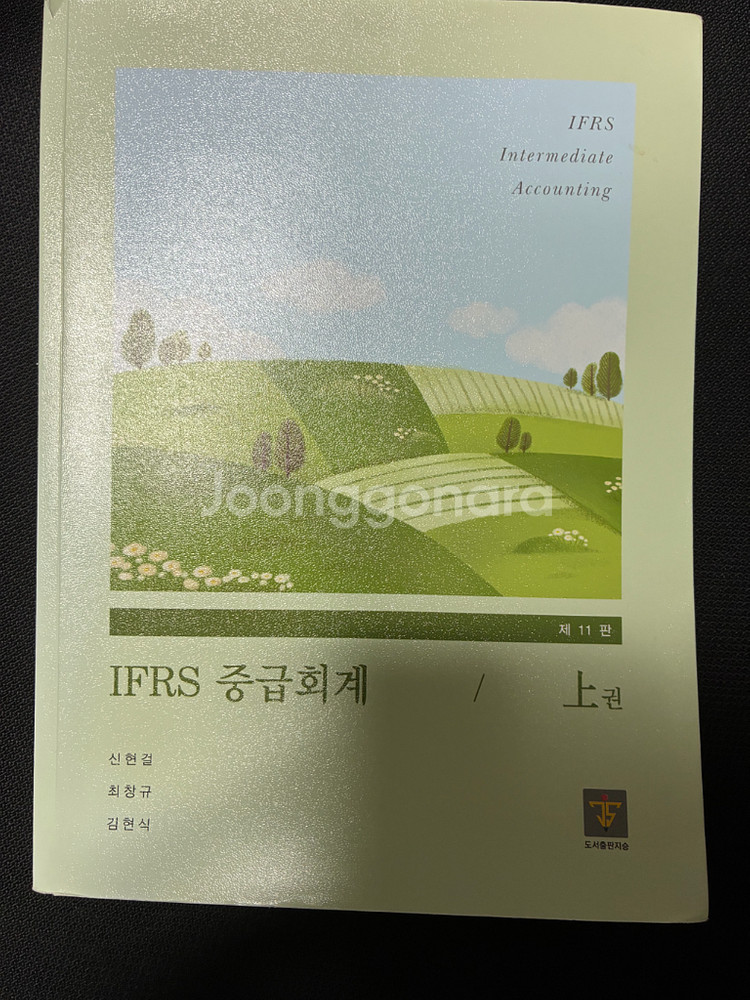 IFRS
Intermediate
Accounting
Joonggonara
제 11 판
IFRS 중급회계 / 上권
신현걸
최창규
김현식
도서출판지승